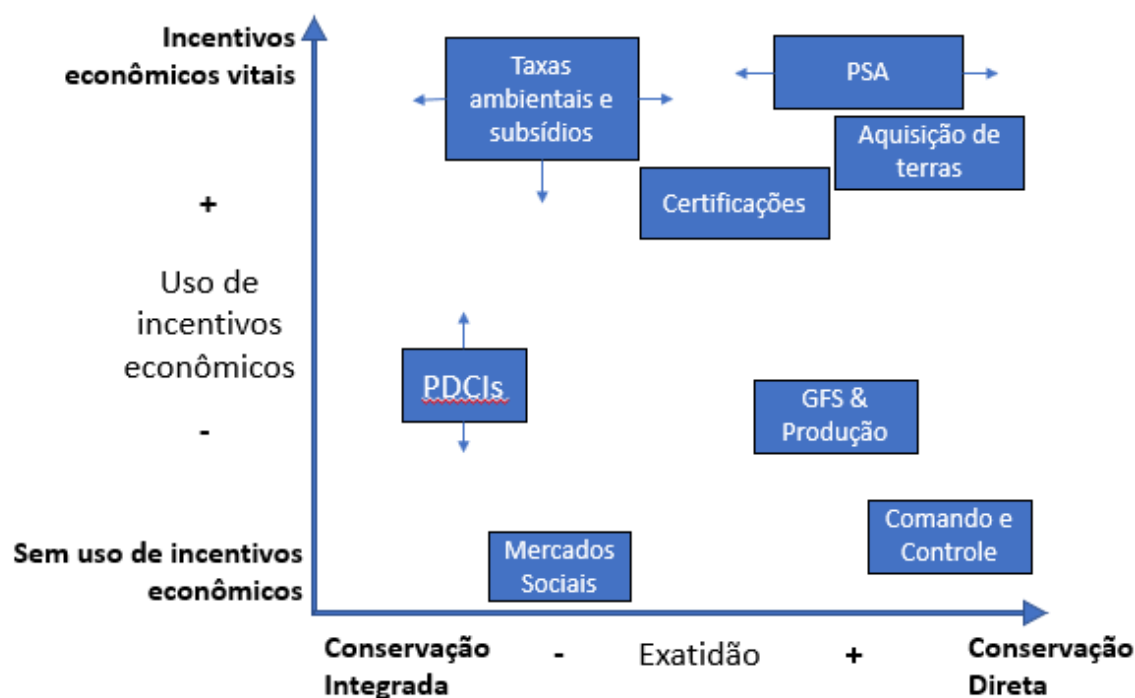 Incentivos
econômicos vitais
+
Uso de
incentivos
econômicos
-
Sem uso de incentivos
econômicos
Taxas
ambientais e
subsídios
PSA
Aquisição de
terras
Certificações
PDCIs
GFS &
Produção
Comando e
Controle
Mercados
Sociais
Conservação
Integrada
-
Exatidão
+
Conservação
Direta